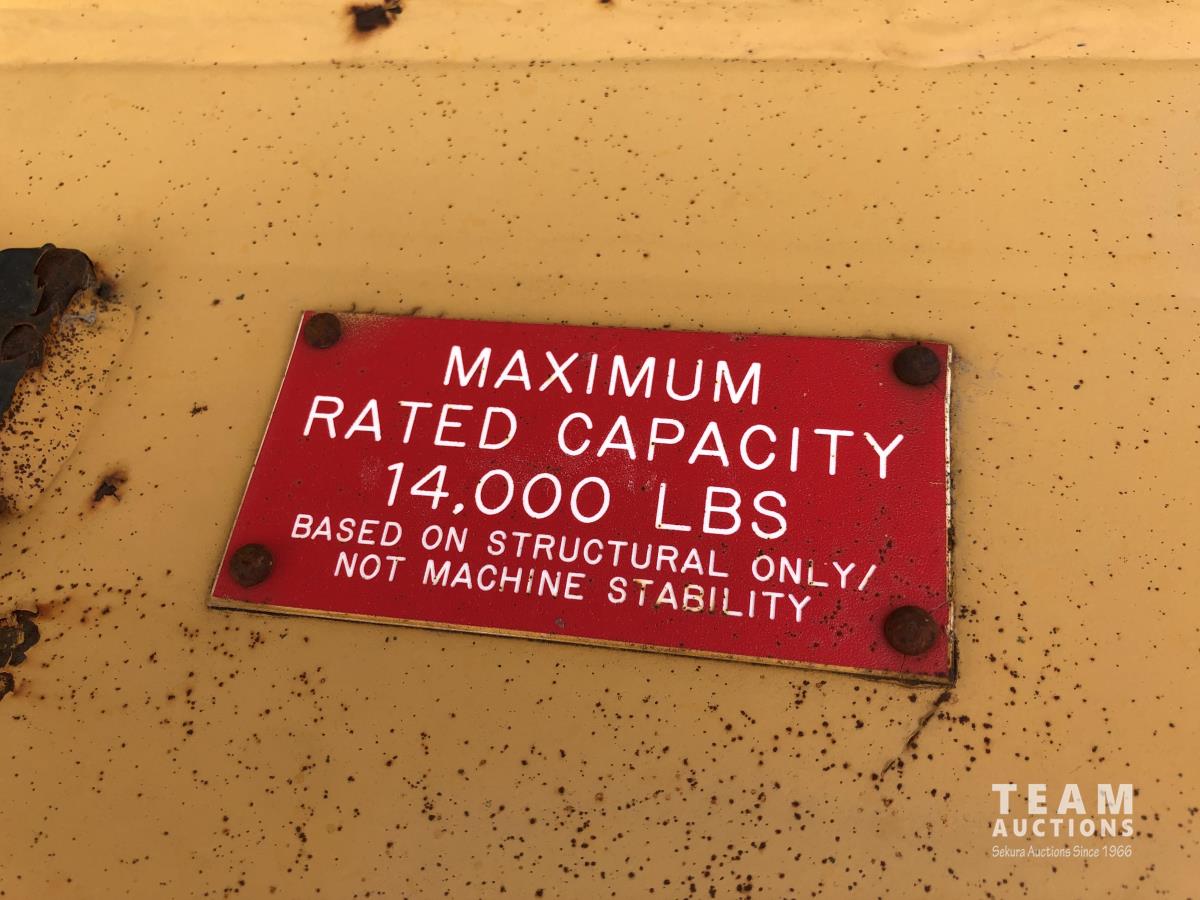 MAXIMUM
RATED CAPACITY
14,000 LBS
BASED ON STRUCTURAL ONLY/
NOT MACHINE STABILITY
TEAM
AUCTIONS
Sekura Auctions Since 1966